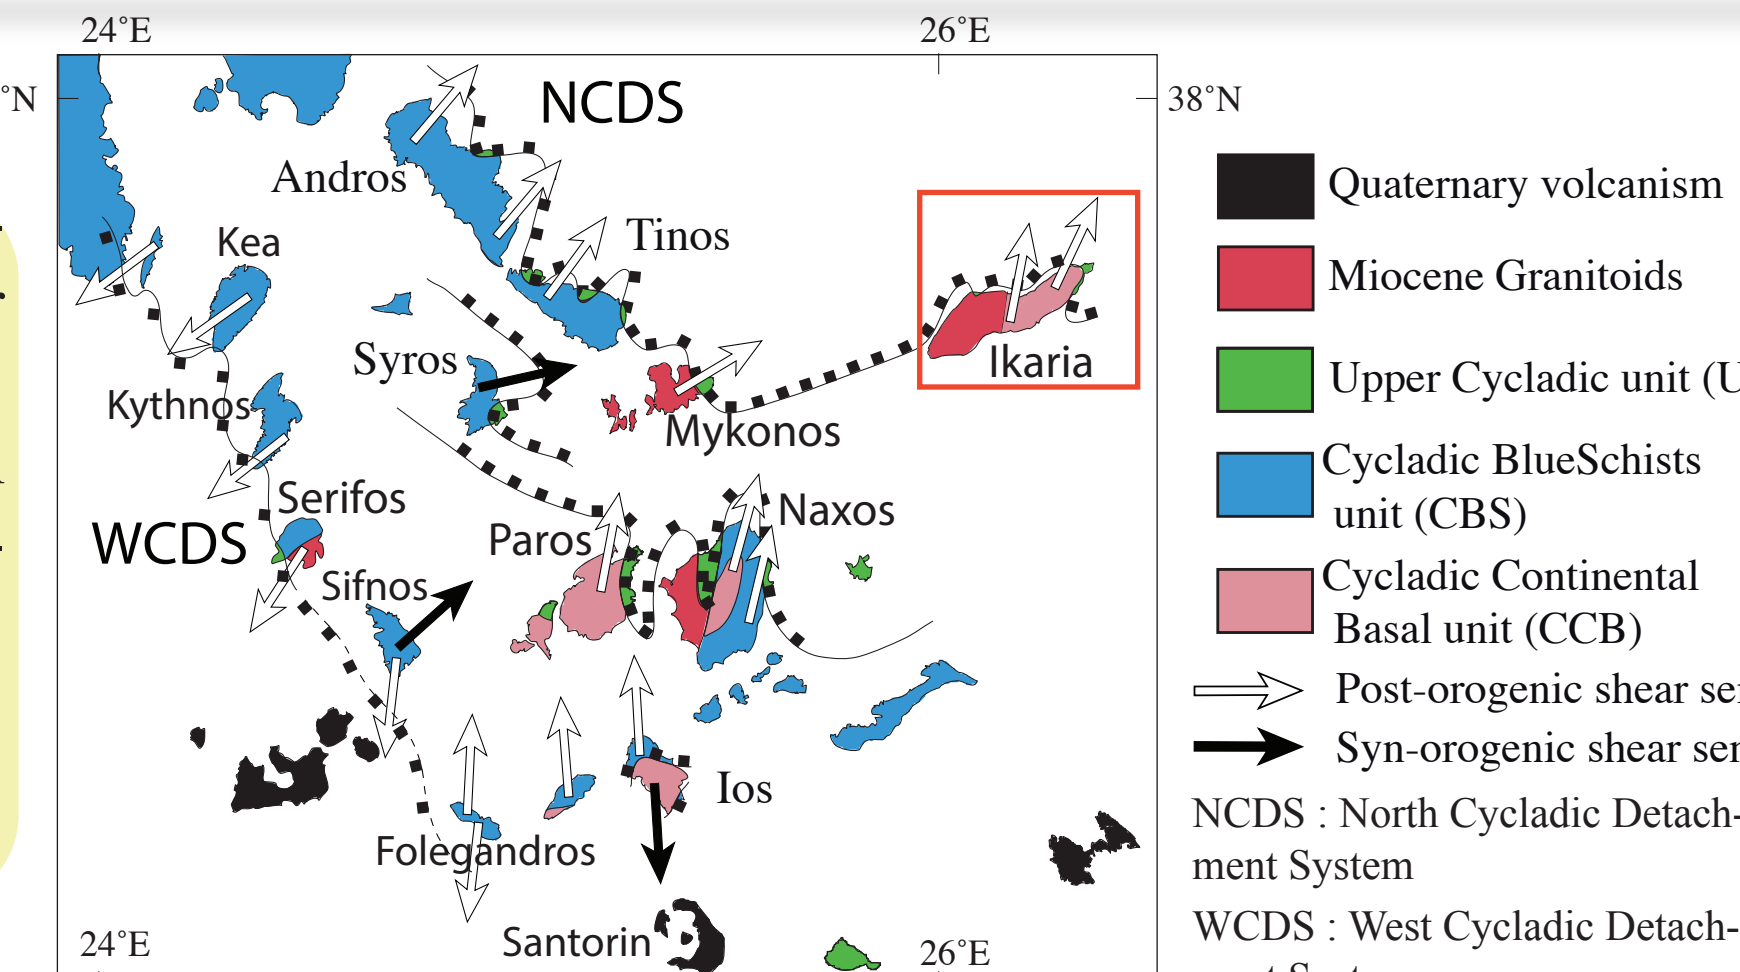 24°E
26°E
°N
38°N
NCDS
Andros
Tinos
Kea
Syros
Ikaria
Kythnos
Mykonos
Serifos
WCDS
Paros
Naxos
Sifnos
Ios
Folegandros
Santorin
24°E
26°E
Quaternary volcanism
Miocene Granitoids
Upper Cycladic unit (U
Cycladic BlueSchists
unit (CBS)
Cycladic Continental
Basal unit (CCB)
Post-orogenic shear ser
Syn-orogenic shear ser
NCDS : North Cycladic Detach-
ment System
WCDS : West Cycladic Detach-